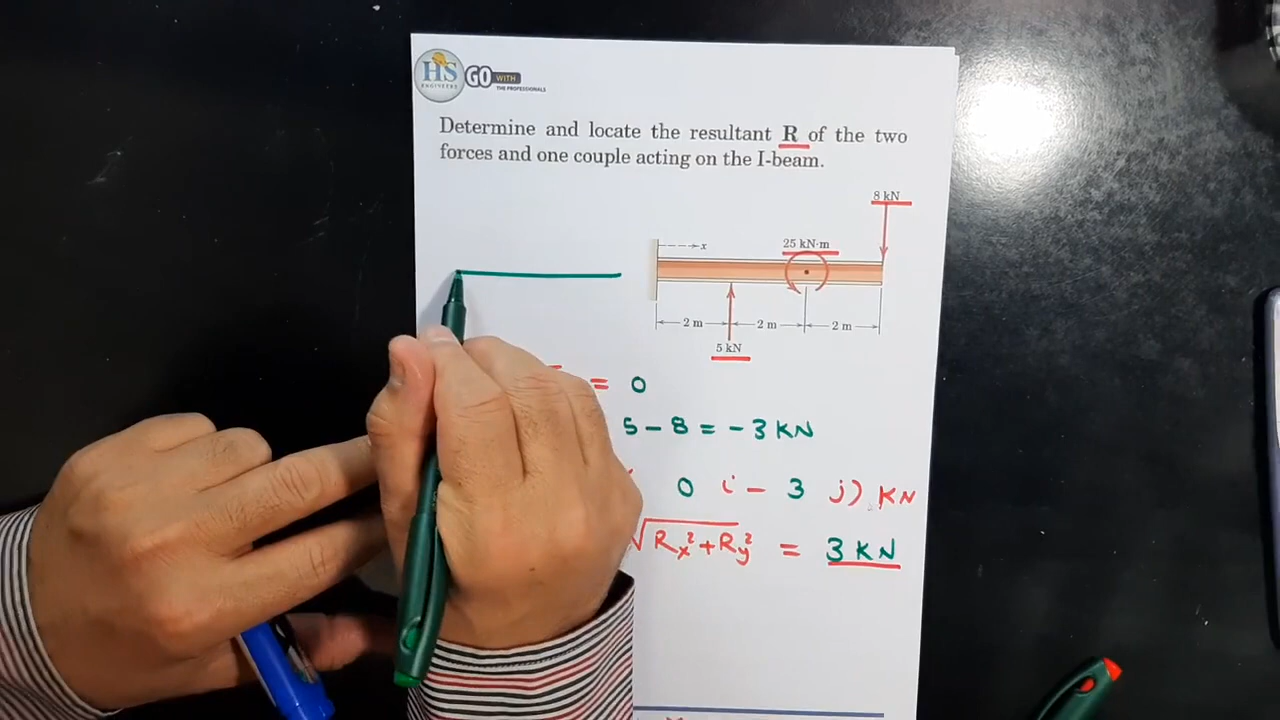 HS
ENGINEERS
GO WITH
THE PROFESSIONALS
Determine and locate the resultant R of the two
forces and one couple acting on the I-beam.
8 kN
25 kN·m
x
2 m
2 m
2 m
5 kN
= 0
5 - 8 = - 3 KN
0 i - 3 j) KN
√Rx²+Ry² = 3 KN